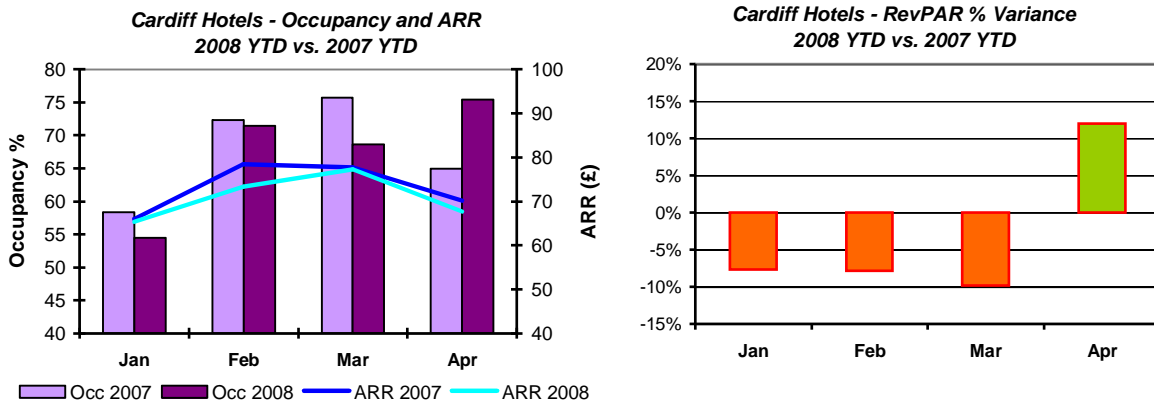 Cardiff Hotels - Occupancy and ARR
2008 YTD vs. 2007 YTD
80
75
70
65
60
55
50
45
40
Occupancy %
100
90
80
70
60
50
40
ARR (£)
Jan Feb Mar Apr
Occ 2007 Occ 2008 ARR 2007 ARR 2008
Cardiff Hotels - RevPAR % Variance
2008 YTD vs. 2007 YTD
20%
15%
10%
5%
0%
-5%
-10%
-15%
Jan Feb Mar Apr